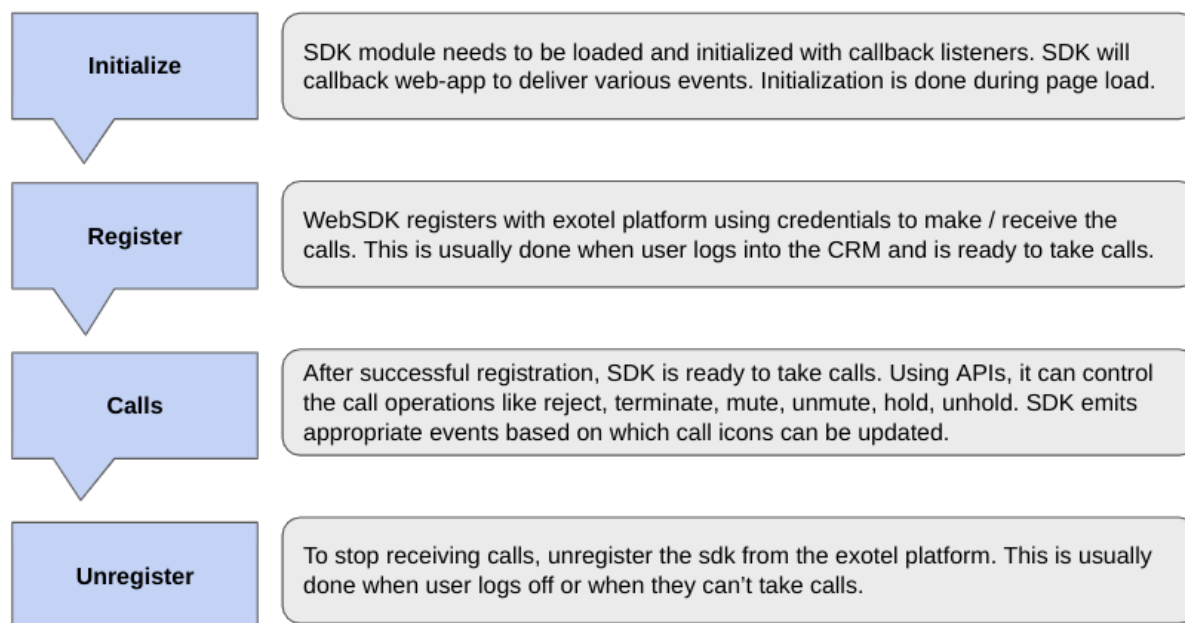 Initialize
SDK module needs to be loaded and initialized with callback listeners. SDK will
callback web-app to deliver various events. Initialization is done during page load.
Register
WebSDK registers with exotel platform using credentials to make / receive the
calls. This is usually done when user logs into the CRM and is ready to take calls.
Calls
After successful registration, SDK is ready to take calls. Using APIs, it can control
the call operations like reject, terminate, mute, unmute, hold, unhold. SDK emits
appropriate events based on which call icons can be updated.
Unregister
To stop receiving calls, unregister the sdk from the exotel platform. This is usually
done when user logs off or when they can’t take calls.